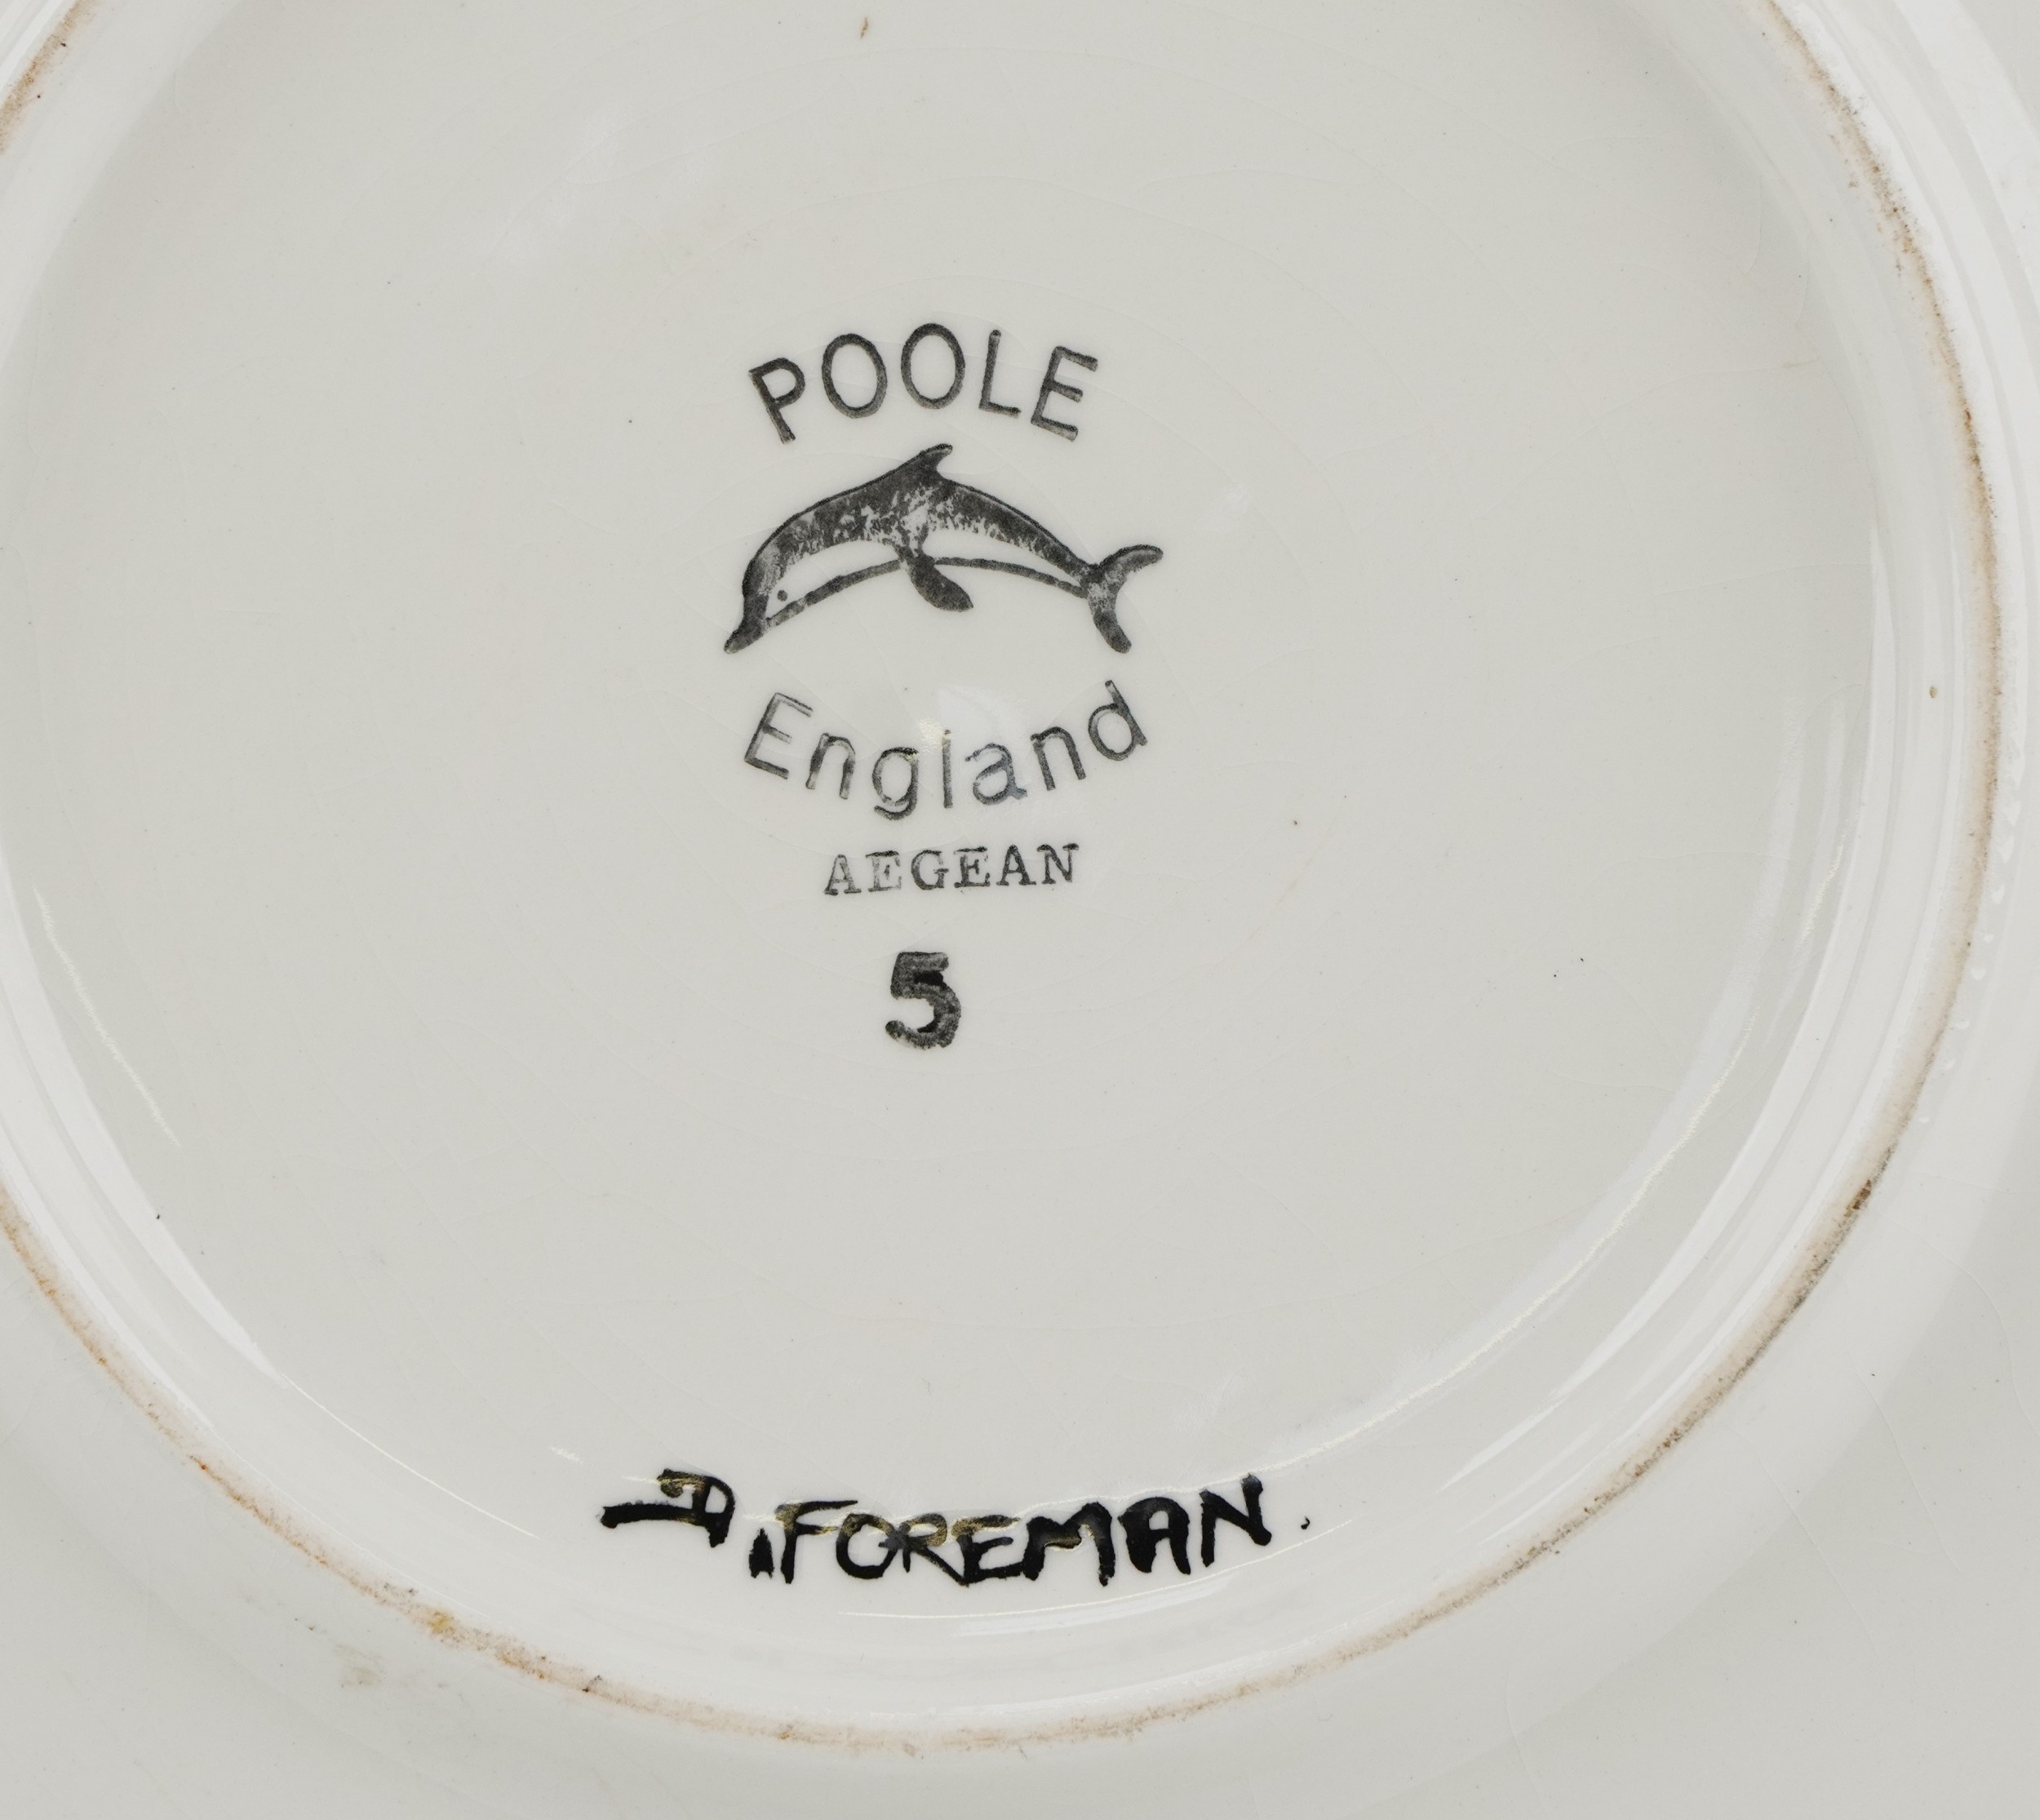 POOLE
England
AEGEAN
5
D.FOREMAN.